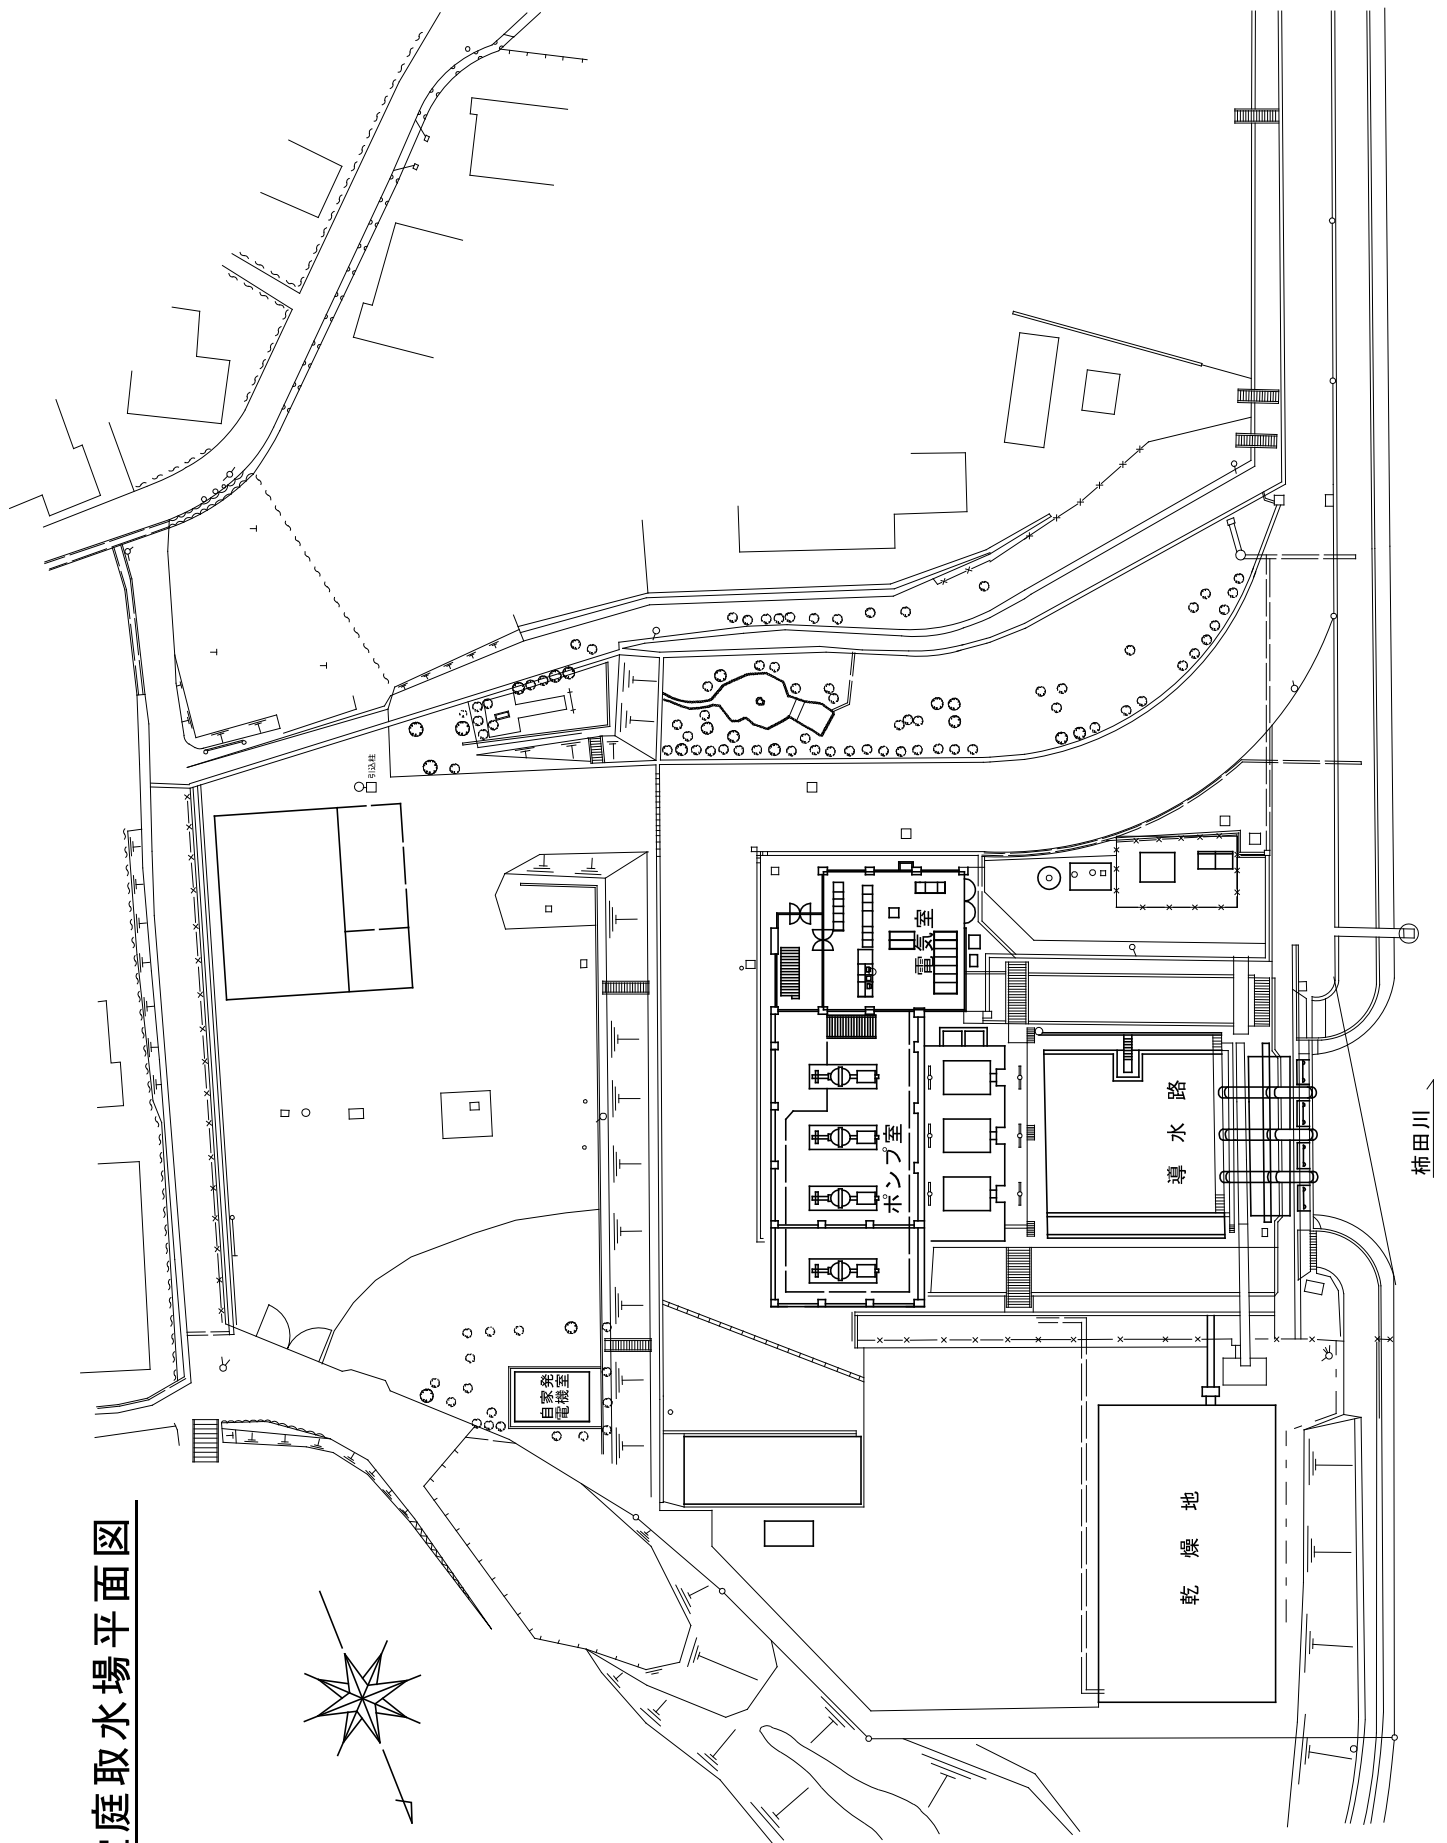 庭取水場平面図
引込柱
電気室
ポンプ室
導水路
自家発
電機室
乾燥地
柿田川